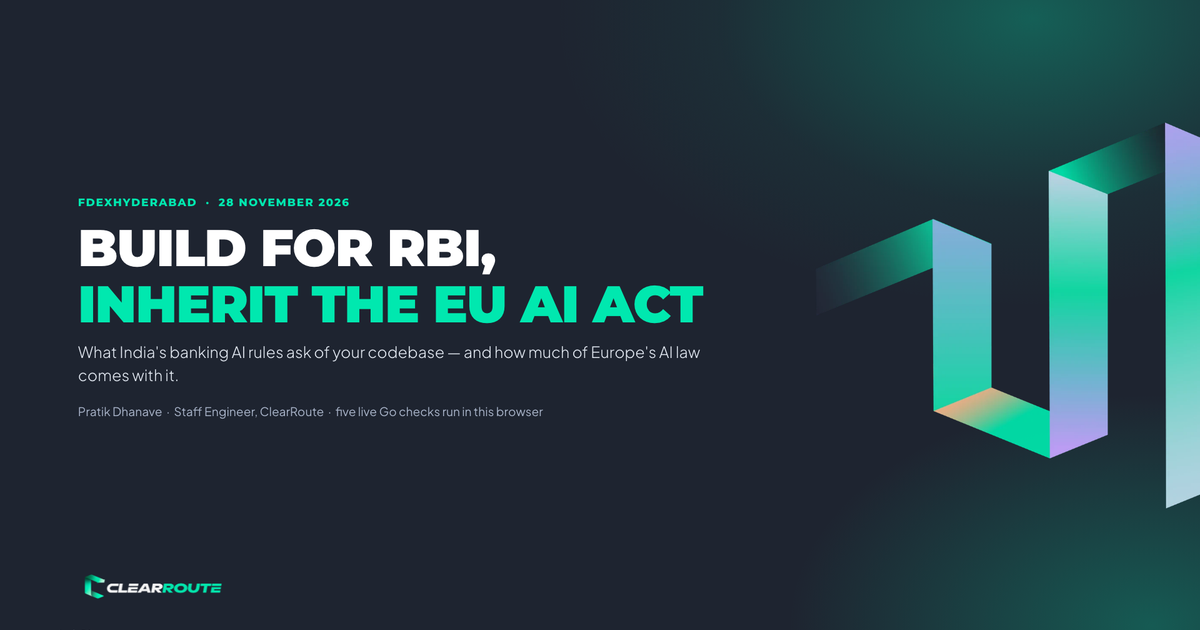 FDEXHYDERABAD · 28 NOVEMBER 2026
BUILD FOR RBI,
INHERIT THE EU AI ACT
What India's banking AI rules ask of your codebase — and how much of Europe's AI law
comes with it.
Pratik Dhanave · Staff Engineer, ClearRoute · five live Go checks run in this browser
CLEARROUTE